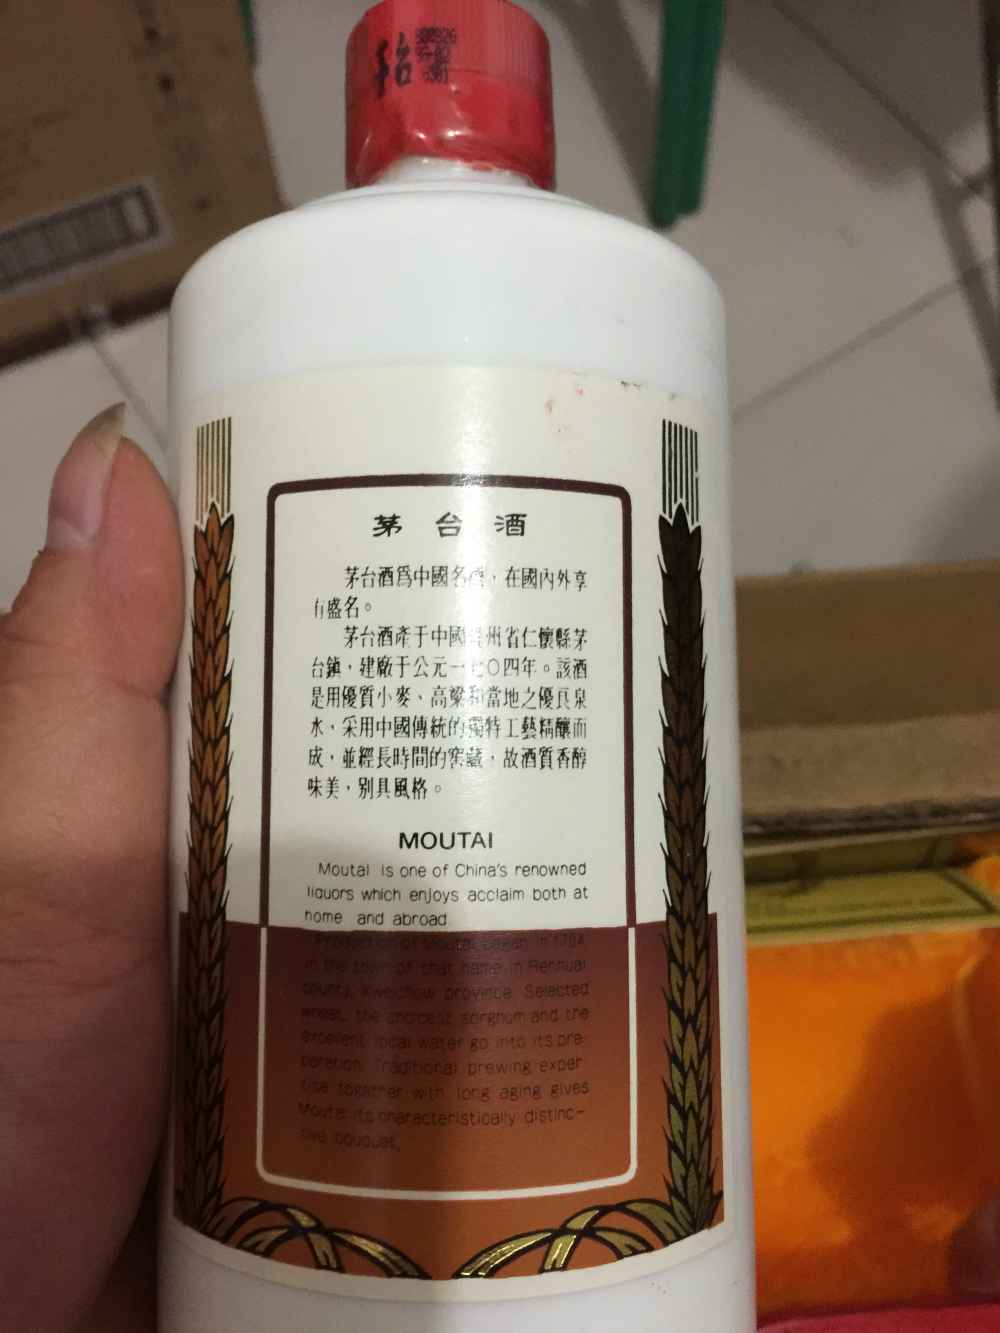 茅台
茅台酒
茅台酒爲中國名酒，在國內外享
有盛名。
茅台酒產于中國貴州省仁懷縣茅
台鎮，建廠于公元一七〇四年。該酒
是用優質小麥、高粱和當地之優良泉
水，采用中國傳統的獨特工藝精釀而
成，並經長時間的窖藏，故酒質香醇
味美，別具風格。
MOUTAI
Moutai is one of China's renowned
liquors which enjoys acclaim both at
home and abroad.
Production of Moutai began in 1704
in the town of that name in Renhuai
county, Kweichow province. Selected
wheat, the choicest sorghum and the
excellent local water go into its pre-
paration. Traditional brewing exper-
tise together with long aging gives
Moutai its characteristically distinc-
tive bouquet.